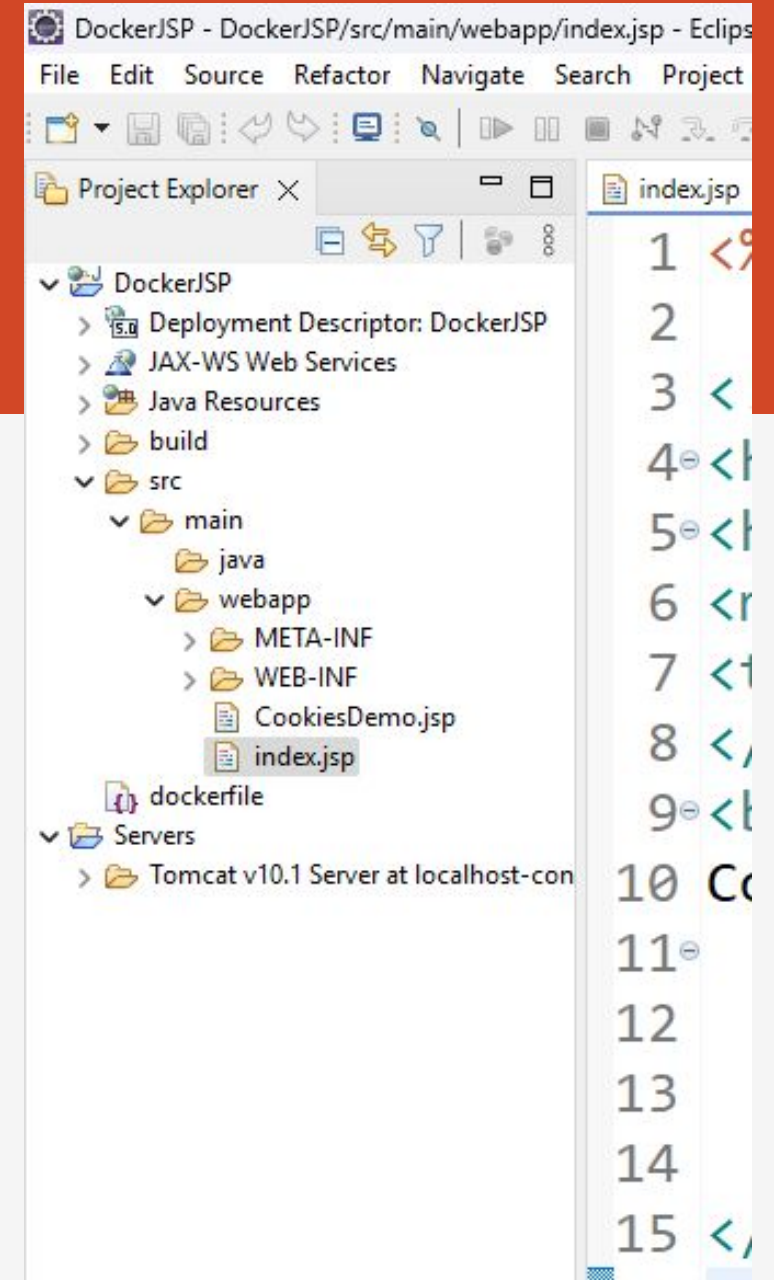 DockerJSP - DockerJSP/src/main/webapp/index.jsp - Eclips
File Edit Source Refactor Navigate Search Project
Project Explorer
index.jsp
DockerJSP
5.0 Deployment Descriptor: DockerJSP
JAX-WS Web Services
Java Resources
build
src
main
java
webapp
META-INF
WEB-INF
CookiesDemo.jsp
index.jsp
dockerfile
Servers
Tomcat v10.1 Server at localhost-con
1 <%
2
3 <
4 <h
5 <h
6 <
7 <t
8 </
9 <b
10 Co
11
12
13
14
15 </